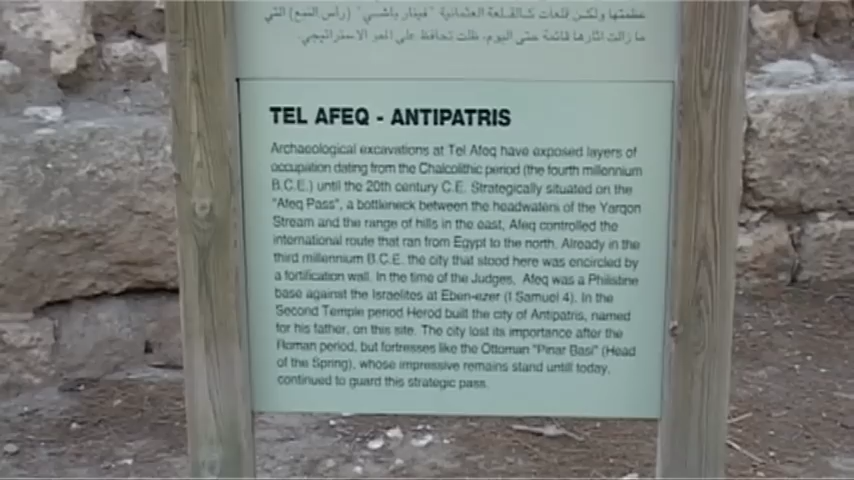 عظمتها ولكن قلعات كالقلعة العثمانية "فينار باشي" (رأس النبع) التي
ما زالت آثارها قائمة حتى اليوم، ظلت تحافظ على الممر الاستراتيجي.
TEL AFEQ - ANTIPATRIS
Archaeological excavations at Tel Afeq have exposed layers of
occupation dating from the Chalcolithic period (the fourth millennium
B.C.E.) until the 20th century C.E. Strategically situated on the
"Afeq Pass", a bottleneck between the headwaters of the Yarqon
Stream and the range of hills in the east, Afeq controlled the
international route that ran from Egypt to the north. Already in the
third millennium B.C.E. the city that stood here was encircled by
a fortification wall. In the time of the Judges, Afeq was a Philistine
base against the Israelites at Eben-ezer (I Samuel 4). In the
Second Temple period Herod built the city of Antipatris, named
for his father, on this site. The city lost its importance after the
Roman period, but fortresses like the Ottoman "Pinar Basi" (Head
of the Spring), whose impressive remains stand untill today,
continued to guard this strategic pass.